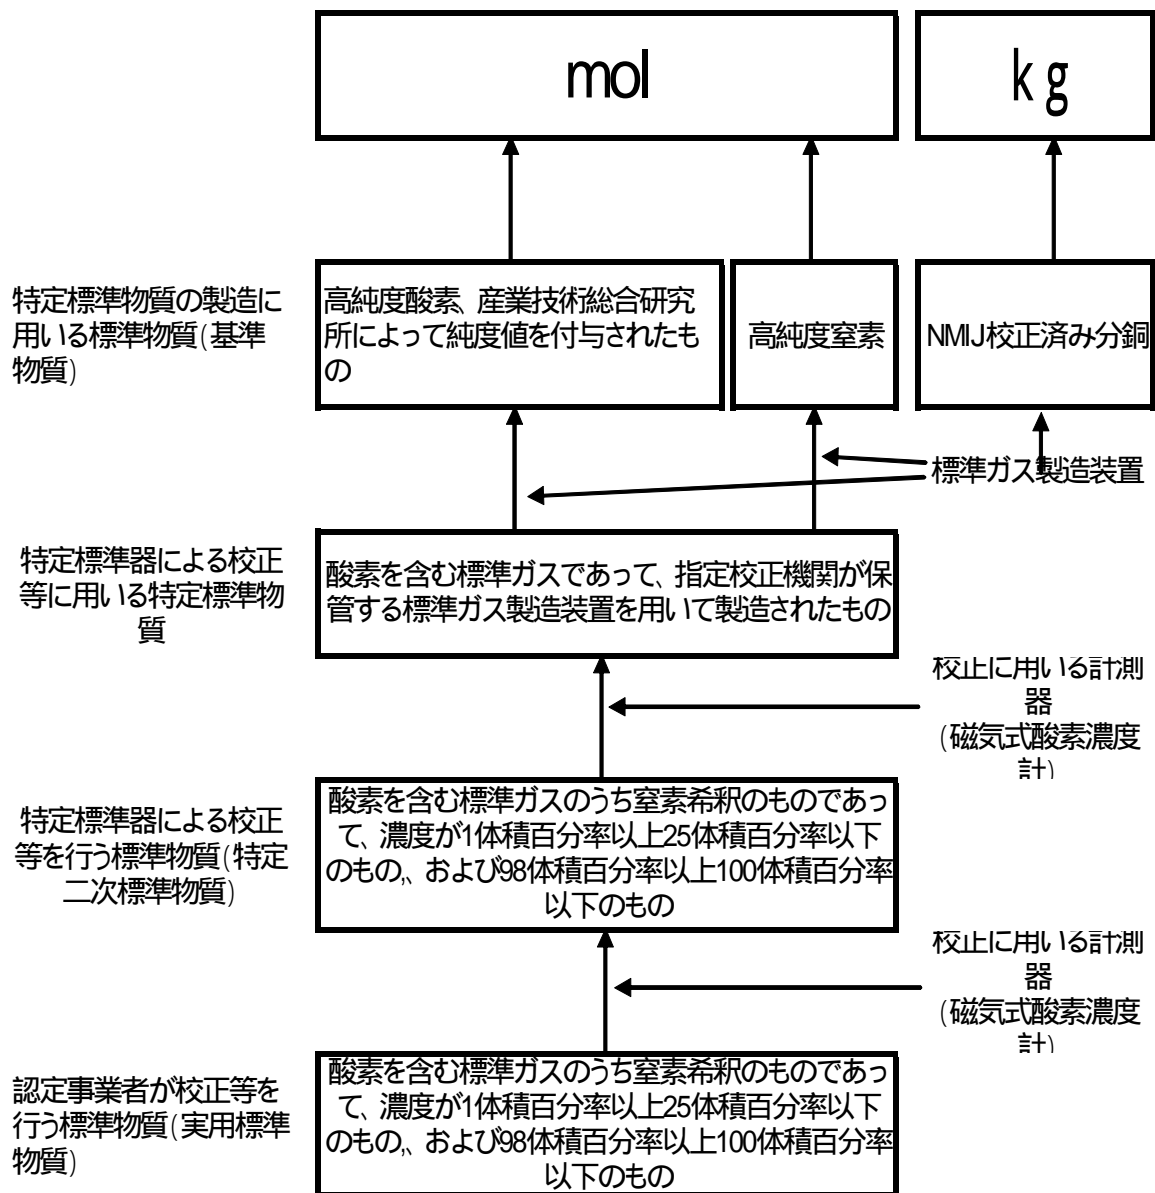 mol
kg
特定標準物質の製造に
用いる標準物質(基準
物質)
高純度酸素、産業技術総合研究
所によって純度値を付与されたも
の
高純度窒素
NMIJ校正済み分銅
標準ガス製造装置
特定標準器による校正
等に用いる特定標準物
質
酸素を含む標準ガスであって、指定校正機関が保
管する標準ガス製造装置を用いて製造されたもの
校正に用いる計測
器
(磁気式酸素濃度
計)
特定標準器による校正
等を行う標準物質(特定
二次標準物質)
酸素を含む標準ガスのうち窒素希釈のものであっ
て、濃度が1体積百分率以上25体積百分率以下
のもの,、および98体積百分率以上100体積百分率
以下のもの
校正に用いる計測
器
(磁気式酸素濃度
計)
認定事業者が校正等を
行う標準物質(実用標準
物質)
酸素を含む標準ガスのうち窒素希釈のものであっ
て、濃度が1体積百分率以上25体積百分率以下
のもの,、および98体積百分率以上100体積百分率
以下のもの